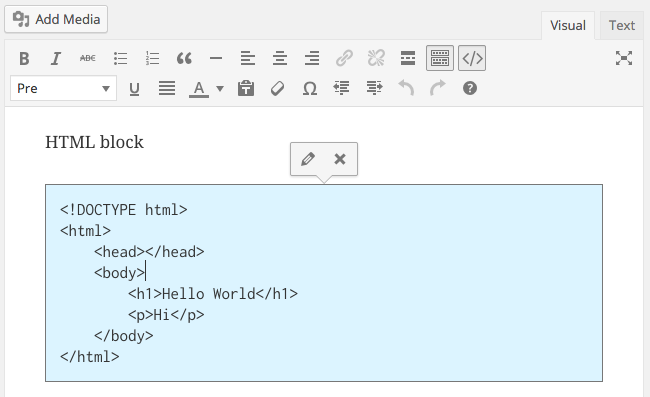 Add Media
Visual Text
B I ABC
Pre U A T Ω ?
HTML block
<!DOCTYPE html>
<html>
    <head></head>
    <body>
        <h1>Hello World</h1>
        <p>Hi</p>
    </body>
</html>